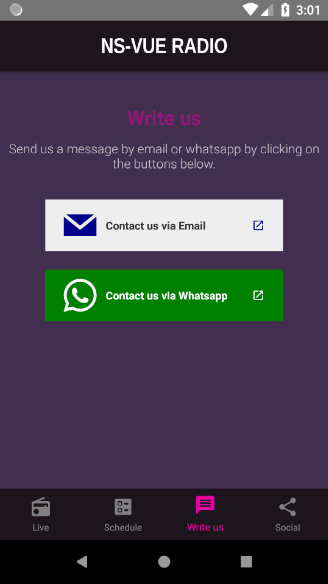 3:01
NS-VUE RADIO
Write us
Send us a message by email or whatsapp by clicking on
the buttons below.
Contact us via Email
Contact us via Whatsapp
Live
Schedule
Write us
Social